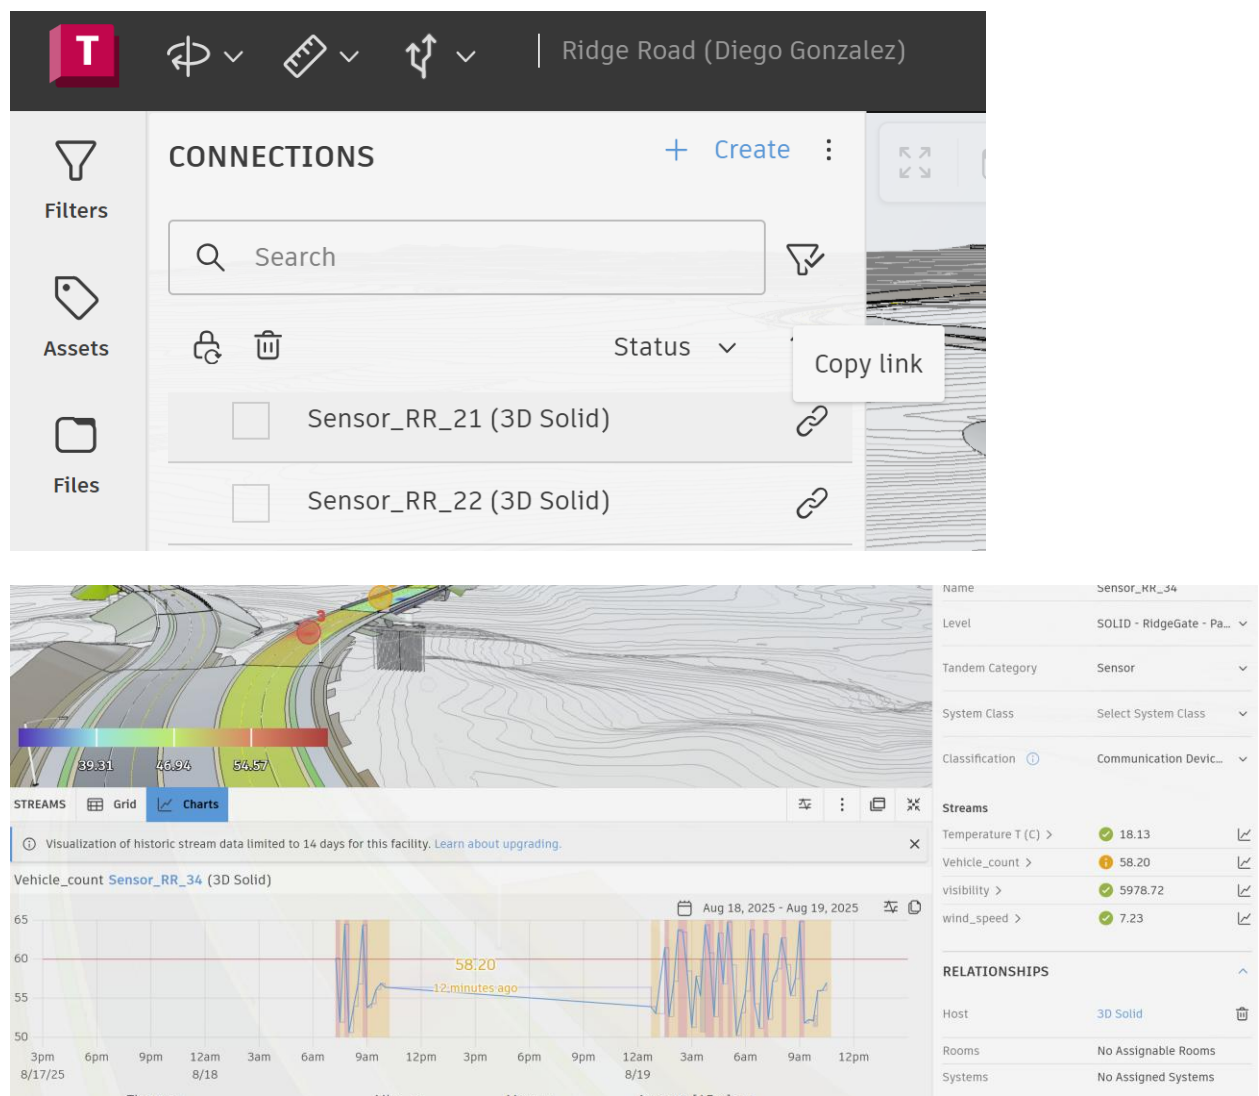 T
Ridge Road (Diego Gonzalez)
CONNECTIONS
+ Create
Filters
Search
Assets
Status
Copy link
Sensor_RR_21 (3D Solid)
Files
Sensor_RR_22 (3D Solid)
3
39.31 46.94 54.57
STREAMS Grid Charts
Visualization of historic stream data limited to 14 days for this facility. Learn about upgrading.
Vehicle_count Sensor_RR_34 (3D Solid)
Aug 18, 2025 - Aug 19, 2025
65
60
55
50
58.20
12 minutes ago
3pm 6pm 9pm 12am 3am 6am 9am 12pm 3pm 6pm 9pm 12am 3am 6am 9am 12pm
8/17/25 8/18 8/19
Name Sensor_RR_34
Level SOLID - RidgeGate - Pa...
Tandem Category Sensor
System Class Select System Class
Classification Communication Devic...
Streams
Temperature T (C) > 18.13
Vehicle_count > 58.20
visibility > 5978.72
wind_speed > 7.23
RELATIONSHIPS
Host 3D Solid
Rooms No Assignable Rooms
Systems No Assigned Systems